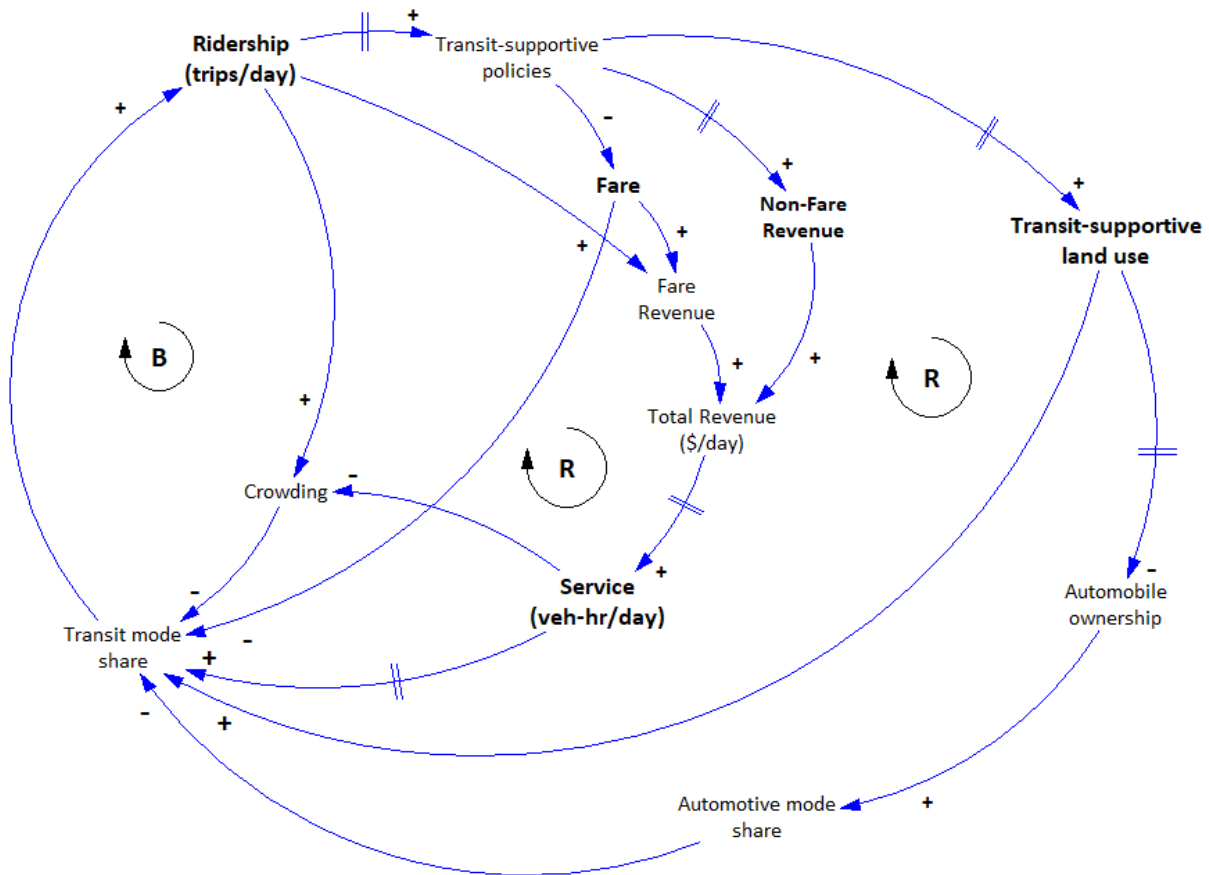 Ridership
(trips/day)
+
Transit-supportive
policies
+
-
+
+
Fare
Non-Fare
Revenue
Transit-supportive
land use
+
+
Fare
Revenue
B
+
+
R
+
Total Revenue
($/day)
R
-
Crowding
+
-
Service
(veh-hr/day)
-
Automobile
ownership
Transit mode
share
-
+
-
+
Automotive mode
share
+